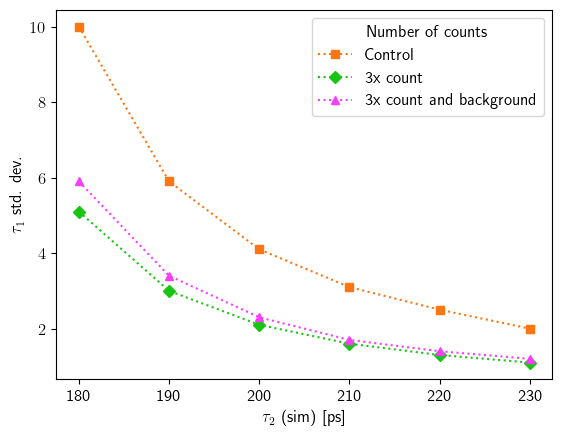 Number of counts
Control
3x count
3x count and background
10
8
6
4
2
τ₁ std. dev.
180 190 200 210 220 230
τ₂ (sim) [ps]